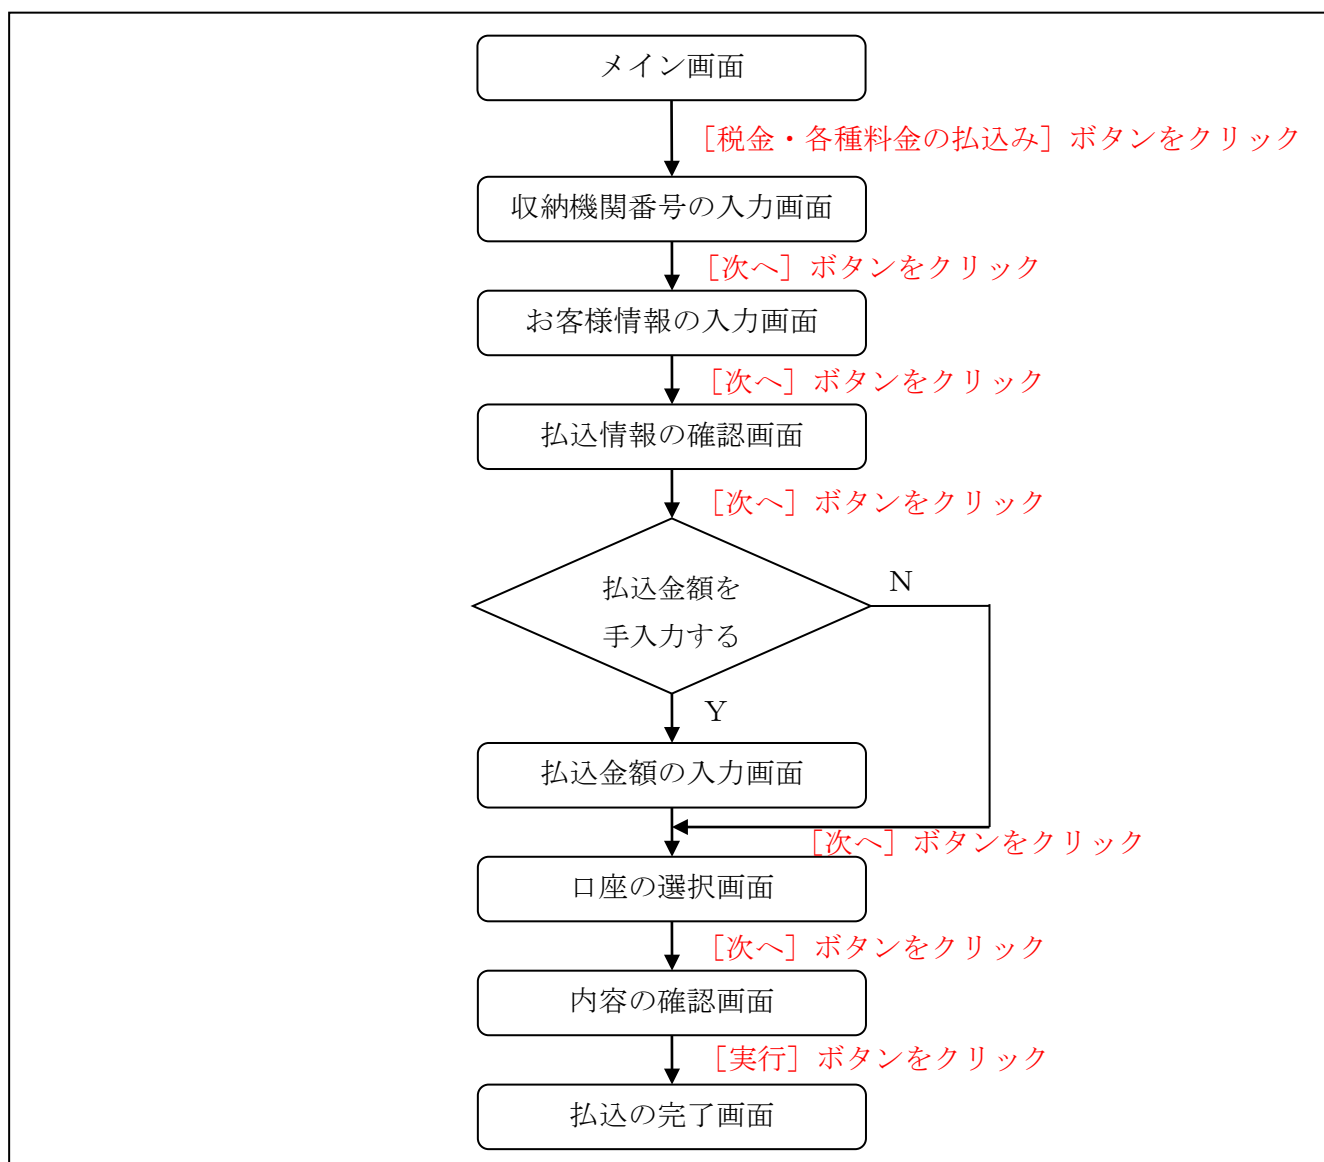 メイン画面
［税金・各種料金の払込み］ボタンをクリック
収納機関番号の入力画面
［次へ］ボタンをクリック
お客様情報の入力画面
［次へ］ボタンをクリック
払込情報の確認画面
［次へ］ボタンをクリック
払込金額を
手入力する
N
Y
払込金額の入力画面
［次へ］ボタンをクリック
口座の選択画面
［次へ］ボタンをクリック
内容の確認画面
［実行］ボタンをクリック
払込の完了画面